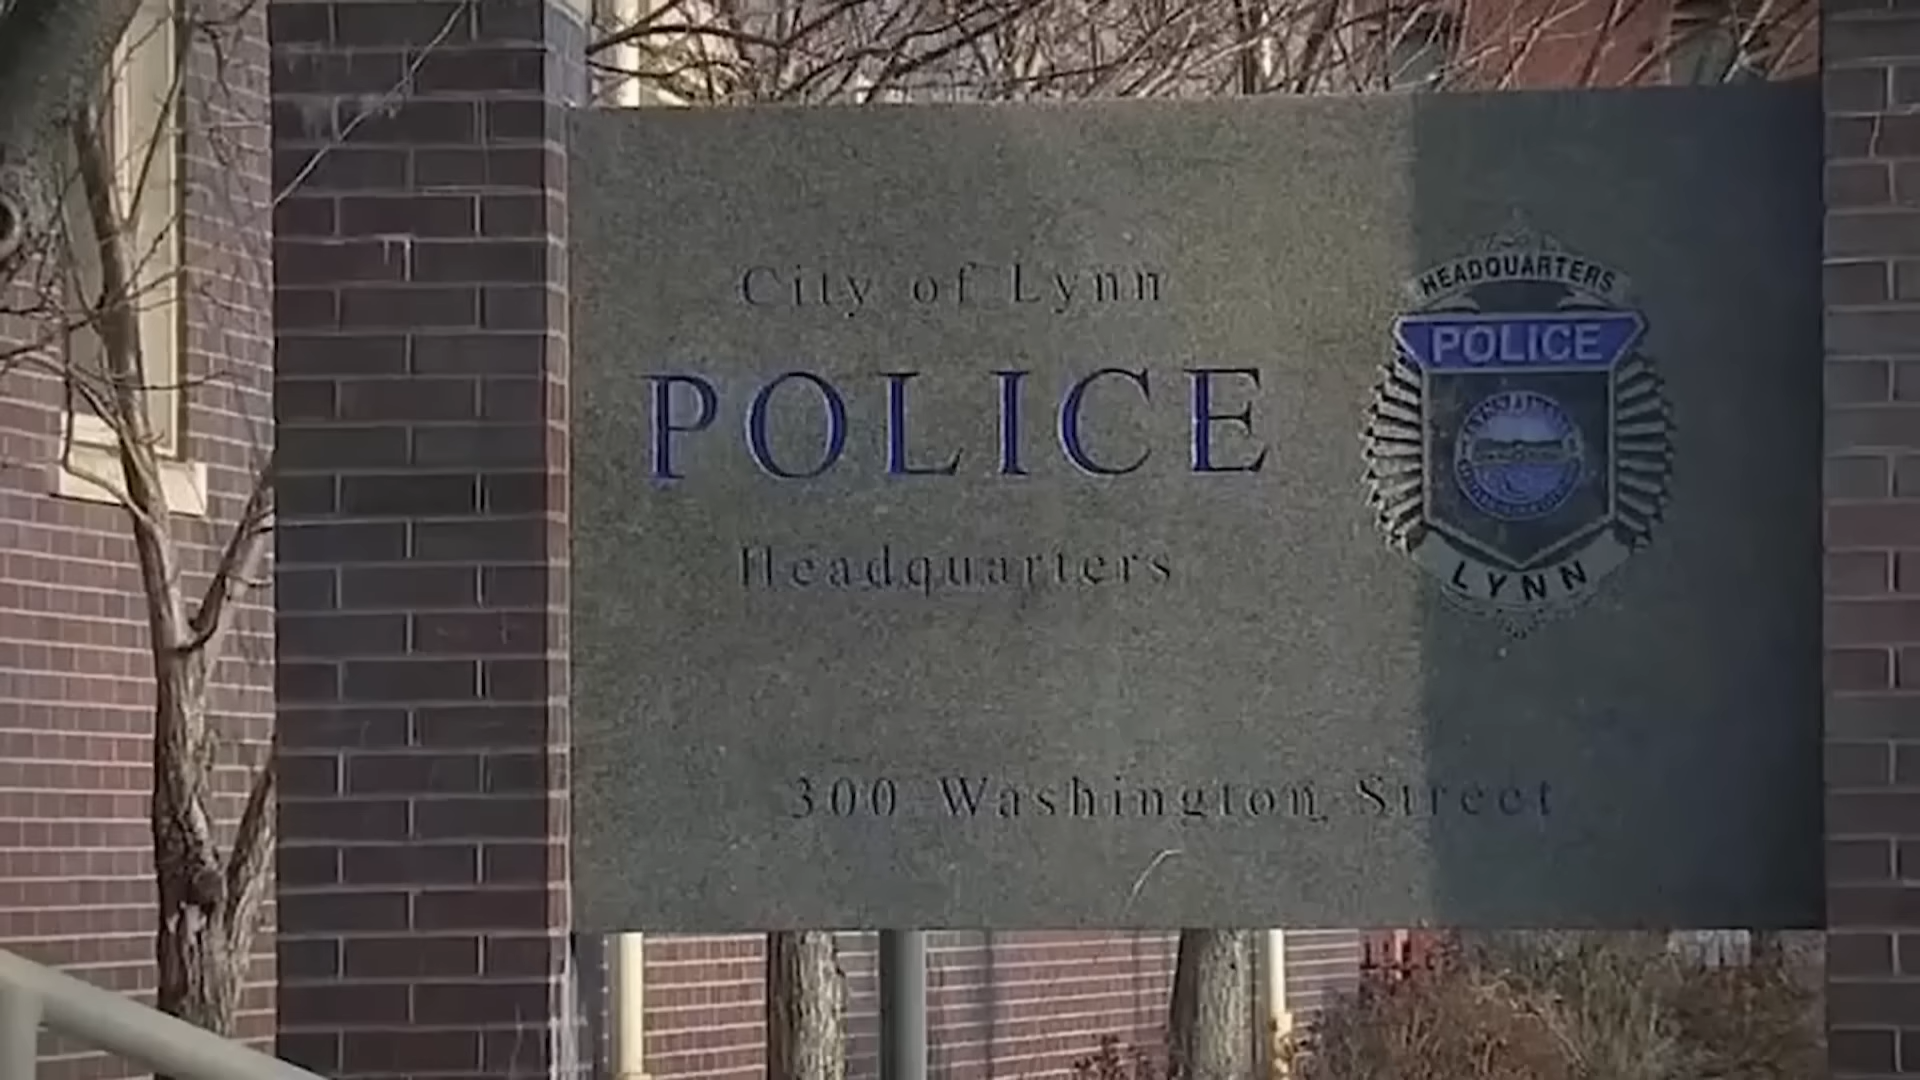 City of Lynn
POLICE
Headquarters
300 Washington Street
HEADQUARTERS
POLICE
LYNN